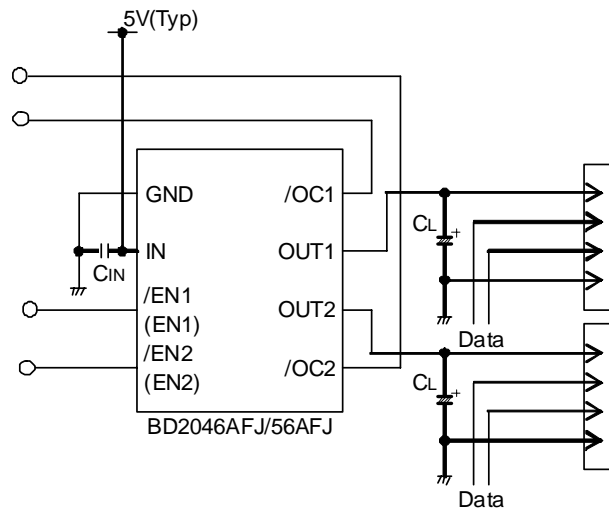 5V(Typ)
GND
/OC1
CIN
IN
OUT1
CL
+
/EN1
(EN1)
OUT2
Data
/EN2
(EN2)
/OC2
CL
+
BD2046AFJ/56AFJ
Data